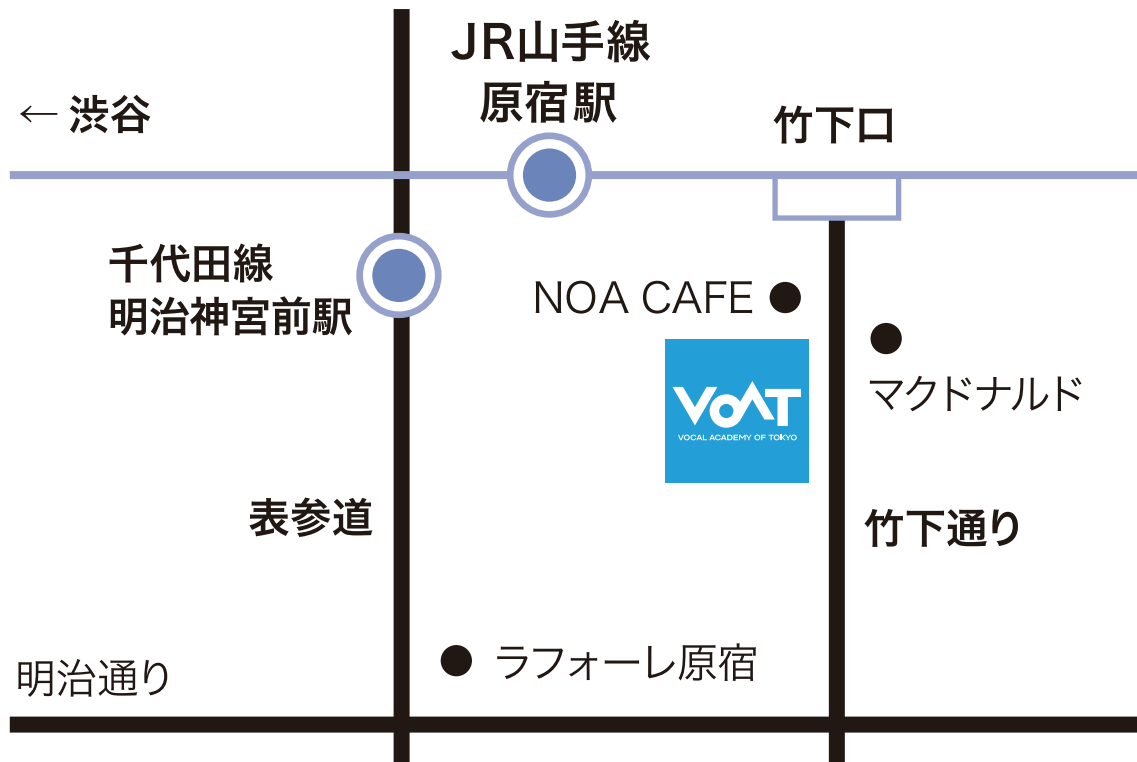 JR山手線
原宿駅
← 渋谷
竹下口
千代田線
明治神宮前駅
NOA CAFE
マクドナルド
VOAT
VOCAL ACADEMY OF TOKYO
表参道
竹下通り
ラフォーレ原宿
明治通り